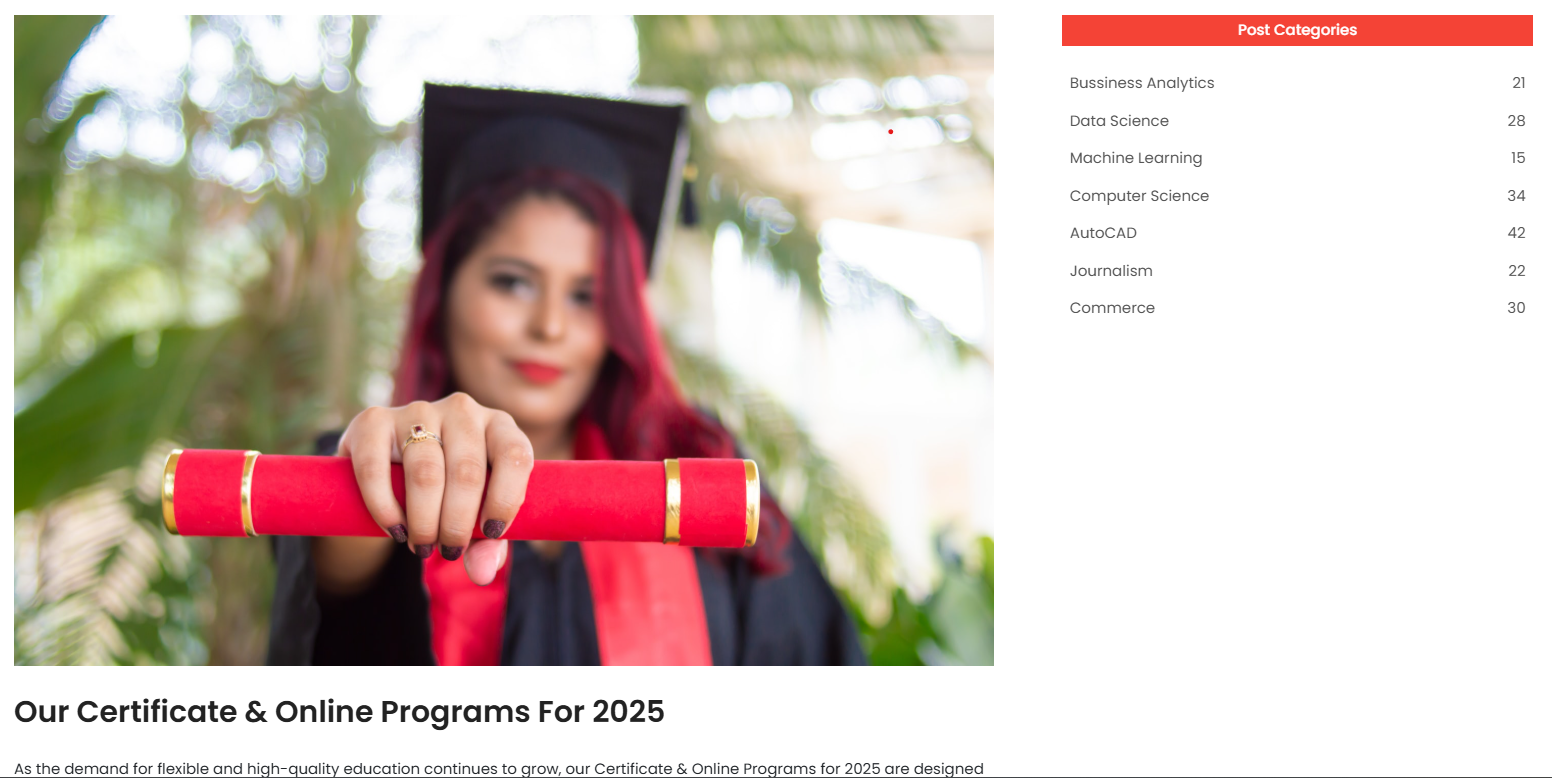 Post Categories
Bussiness Analytics 21
Data Science 28
Machine Learning 15
Computer Science 34
AutoCAD 42
Journalism 22
Commerce 30
Our Certificate & Online Programs For 2025
As the demand for flexible and high-quality education continues to grow, our Certificate & Online Programs for 2025 are designed